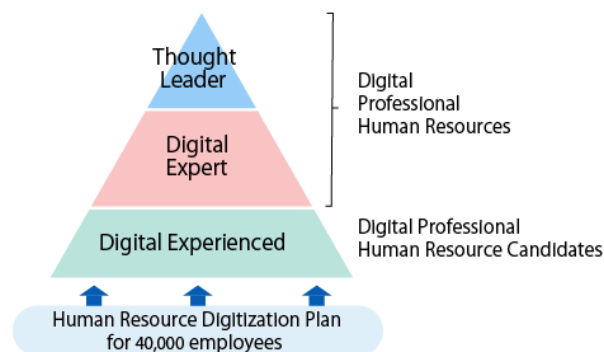 Thought
Leader
Digital
Professional
Human Resources
Digital
Expert
Digital Experienced
Digital Professional
Human Resource Candidates
Human Resource Digitization Plan
for 40,000 employees